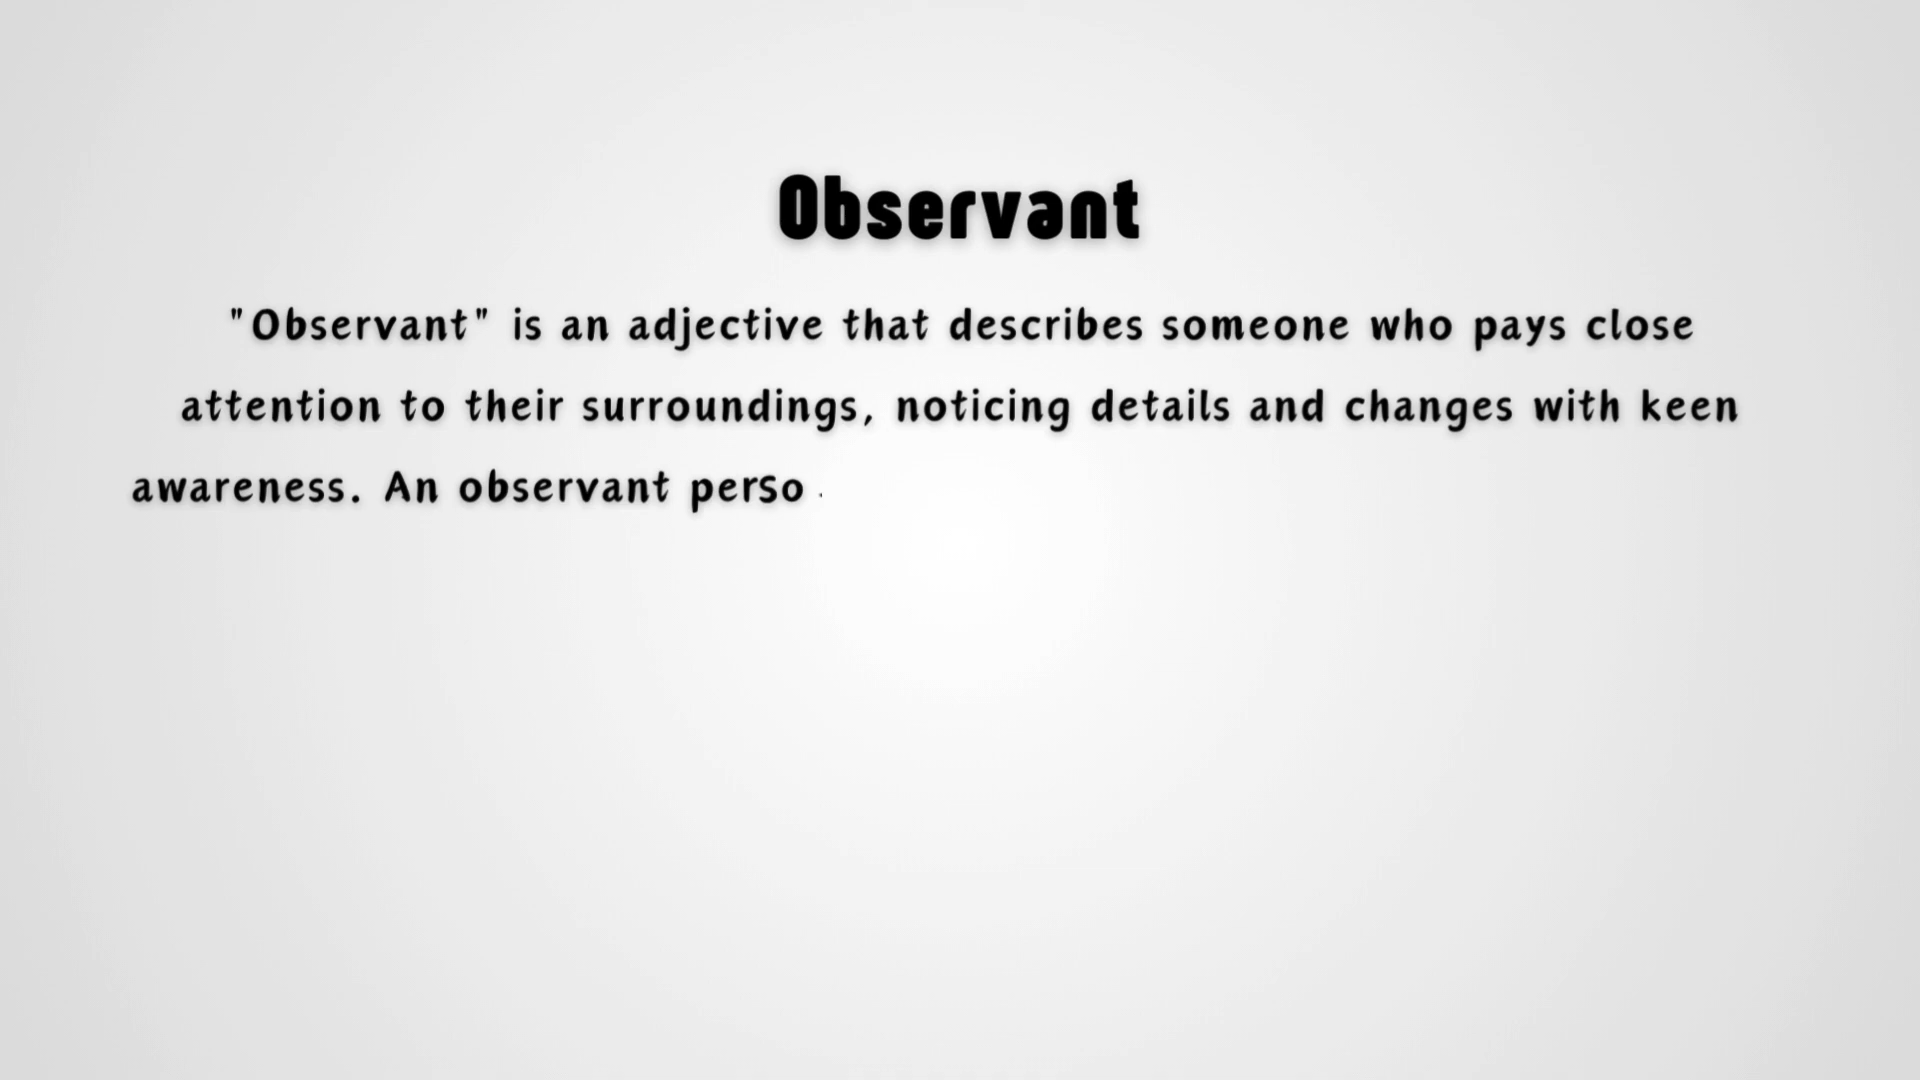 Observant
"Observant" is an adjective that describes someone who pays close
attention to their surroundings, noticing details and changes with keen
awareness. An observant perso